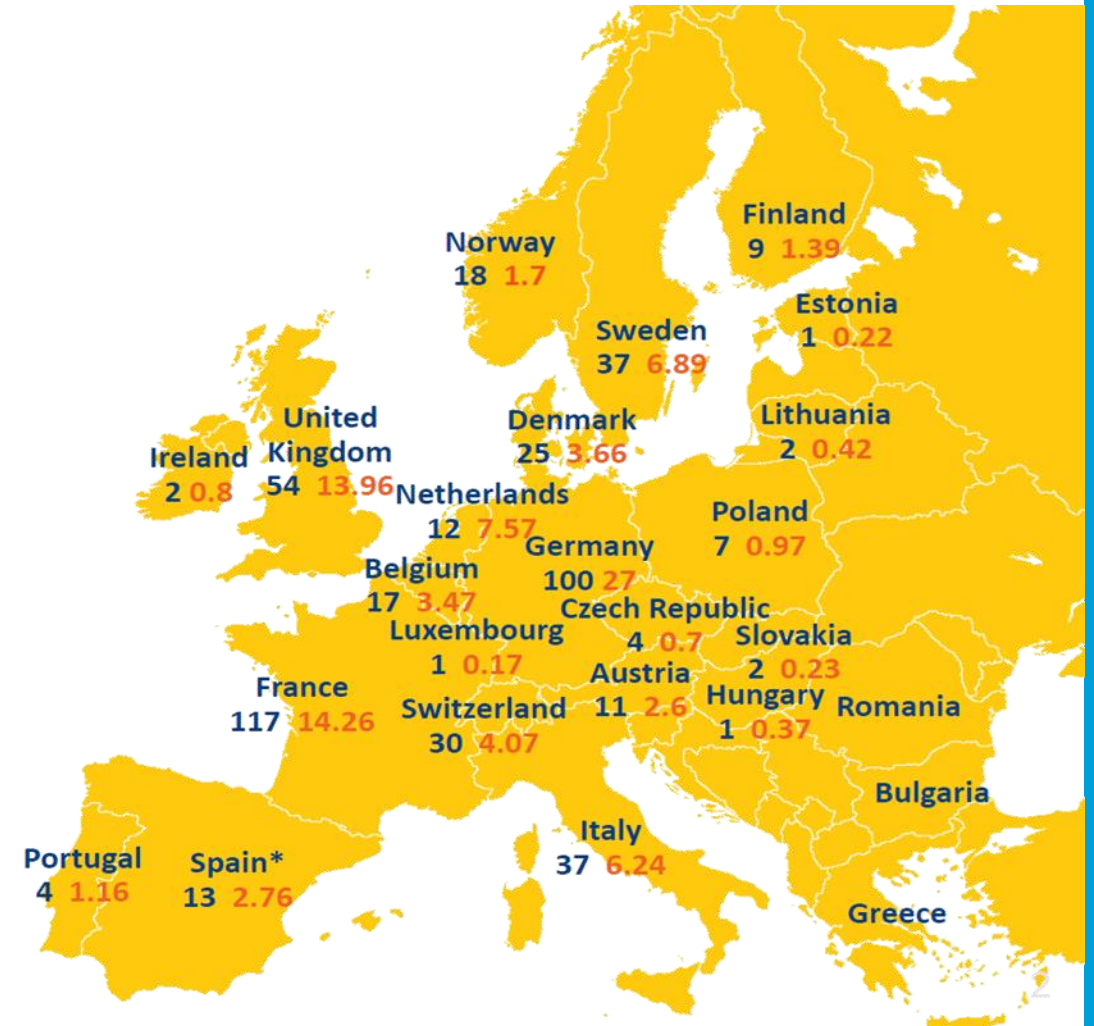 Finland
9 1.39
Norway
18 1.7
Estonia
1 0.22
Sweden
37 6.89
United
Kingdom
54 13.96
Denmark
25 3.66
Lithuania
2 0.42
Ireland
2 0.8
Netherlands
12 7.57
Poland
7 0.97
Germany
100 27
Belgium
17 3.47
Czech Republic
4 0.7
Luxembourg
1 0.17
Slovakia
2 0.23
Austria
11 2.6
France
117 14.26
Switzerland
30 4.07
Hungary
1 0.37
Romania
Bulgaria
Italy
37 6.24
Portugal
4 1.16
Spain*
13 2.76
Greece